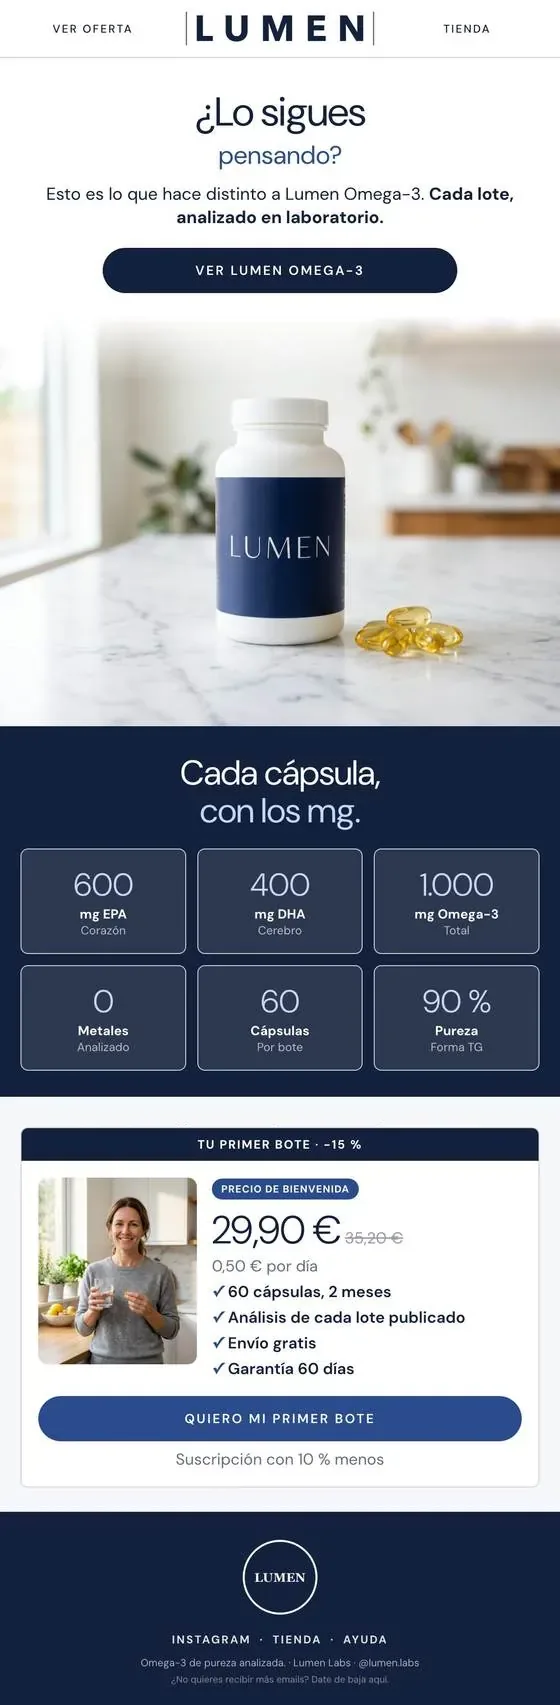 VER OFERTA
LUMEN
TIENDA
¿Lo sigues
pensando?
Esto es lo que hace distinto a Lumen Omega-3. Cada lote,
analizado en laboratorio.
VER LUMEN OMEGA-3
LUMEN
Cada cápsula,
con los mg.
600
mg EPA
Corazón
400
mg DHA
Cerebro
1.000
mg Omega-3
Total
0
Metales
Analizado
60
Cápsulas
Por bote
90 %
Pureza
Forma TG
TU PRIMER BOTE · -15 %
PRECIO DE BIENVENIDA
29,90 € 35,20 €
0,50 € por día
✓ 60 cápsulas, 2 meses
✓ Análisis de cada lote publicado
✓ Envío gratis
✓ Garantía 60 días
QUIERO MI PRIMER BOTE
Suscripción con 10 % menos
LUMEN
INSTAGRAM · TIENDA · AYUDA
Omega-3 de pureza analizada. · Lumen Labs · @lumen.labs
¿No quieres recibir más emails? Date de baja aquí.